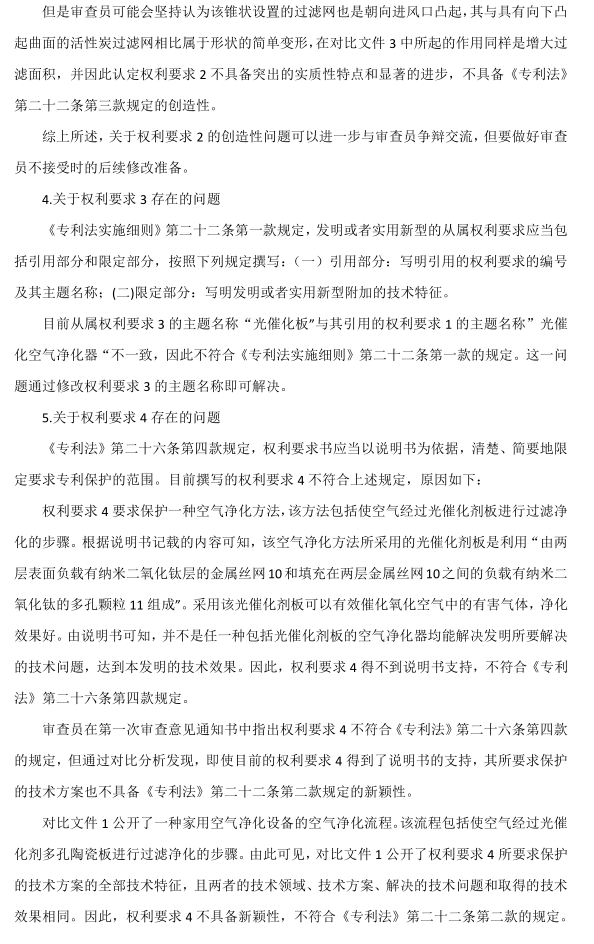 但是审查员可能会坚持认为该锥状设置的过滤网也是朝向进风口凸起，其与具有向下凸
起曲面的活性炭过滤网相比属于形状的简单变形，在对比文件 3 中所起的作用同样是增大过
滤面积，并因此认定权利要求 2 不具备突出的实质性特点和显著的进步，不具备《专利法》
第二十二条第三款规定的创造性。
综上所述，关于权利要求 2 的创造性问题可以进一步与审查员争辩交流，但要做好审查
员不接受时的后续修改准备。
4.关于权利要求 3 存在的问题
《专利法实施细则》第二十二条第一款规定，发明或者实用新型的从属权利要求应当包
括引用部分和限定部分，按照下列规定撰写：（一）引用部分：写明引用的权利要求的编号
及其主题名称；(二)限定部分：写明发明或者实用新型附加的技术特征。
目前从属权利要求 3 的主题名称“光催化板”与其引用的权利要求 1 的主题名称”光催
化空气净化器“不一致，因此不符合《专利法实施细则》第二十二条第一款的规定。这一问
题通过修改权利要求 3 的主题名称即可解决。
5.关于权利要求 4 存在的问题
《专利法》第二十六条第四款规定，权利要求书应当以说明书为依据，清楚、简要地限
定要求专利保护的范围。目前撰写的权利要求 4 不符合上述规定，原因如下：
权利要求 4 要求保护一种空气净化方法，该方法包括使空气经过光催化剂板进行过滤净
化的步骤。根据说明书记载的内容可知，该空气净化方法所采用的光催化剂板是利用“由两
层表面负载有纳米二氧化钛层的金属丝网 10 和填充在两层金属丝网 10 之间的负载有纳米二
氧化钛的多孔颗粒 11 组成”。采用该光催化剂板可以有效催化氧化空气中的有害气体，净化
效果好。由说明书可知，并不是任一种包括光催化剂板的空气净化器均能解决发明所要解决
的技术问题，达到本发明的技术效果。因此，权利要求 4 得不到说明书支持，不符合《专利
法》第二十六条第四款规定。
审查员在第一次审查意见通知书中指出权利要求 4 不符合《专利法》第二十六条第四款
的规定，但通过对比分析发现，即使目前的权利要求 4 得到了说明书的支持，其所要求保护
的技术方案也不具备《专利法》第二十二条第二款规定的新颖性。
对比文件 1 公开了一种家用空气净化设备的空气净化流程。该流程包括使空气经过光催
化剂多孔陶瓷板进行过滤净化的步骤。由此可见，对比文件 1 公开了权利要求 4 所要求保护
的技术方案的全部技术特征，且两者的技术领域、技术方案、解决的技术问题和取得的技术
效果相同。因此，权利要求 4 不具备新颖性，不符合《专利法》第二十二条第二款的规定。